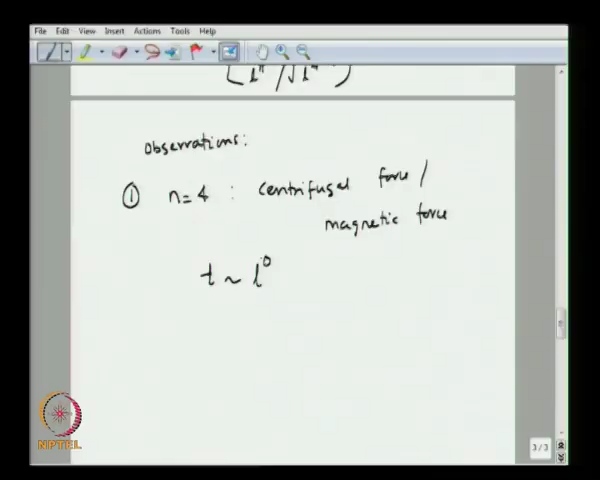 File Edit View Insert Actions Tools Help
Observations:
① n=4 : centrifugal force /
magnetic force
t ~ l⁰
NPTEL
3/3